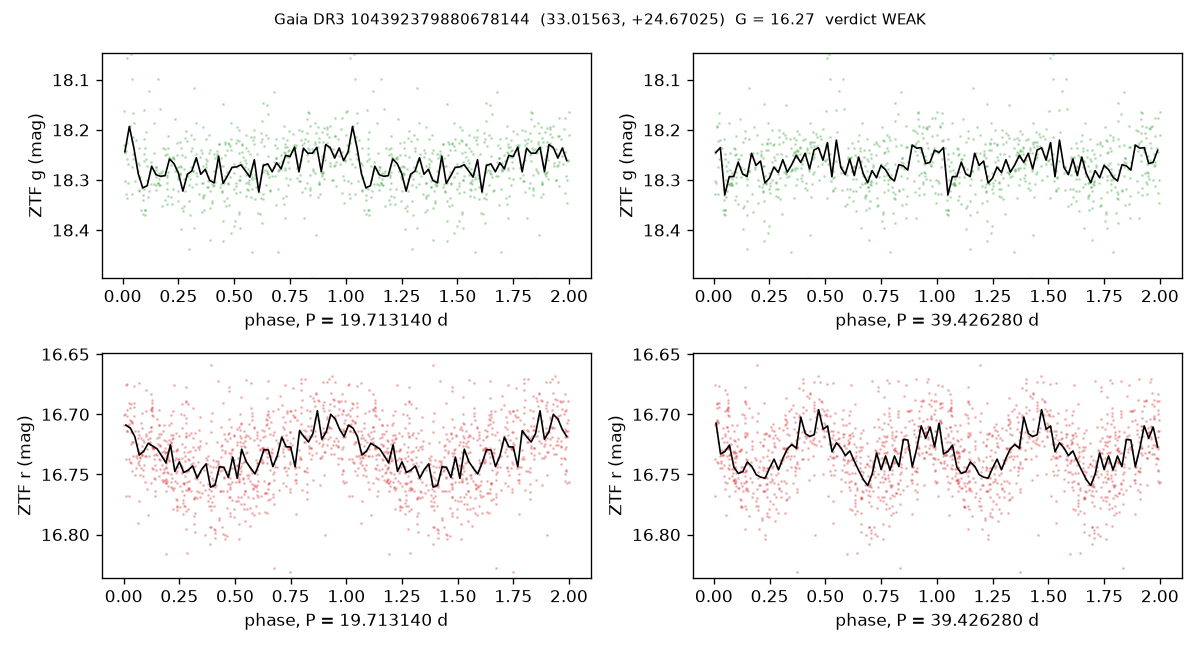 Gaia DR3 104392379880678144 (33.01563, +24.67025) G = 16.27 verdict WEAK
ZTF g (mag)
18.1
18.2
18.3
18.4
0.00 0.25 0.50 0.75 1.00 1.25 1.50 1.75 2.00
phase, P = 19.713140 d
ZTF g (mag)
18.1
18.2
18.3
18.4
0.00 0.25 0.50 0.75 1.00 1.25 1.50 1.75 2.00
phase, P = 39.426280 d
ZTF r (mag)
16.65
16.70
16.75
16.80
0.00 0.25 0.50 0.75 1.00 1.25 1.50 1.75 2.00
phase, P = 19.713140 d
ZTF r (mag)
16.65
16.70
16.75
16.80
0.00 0.25 0.50 0.75 1.00 1.25 1.50 1.75 2.00
phase, P = 39.426280 d